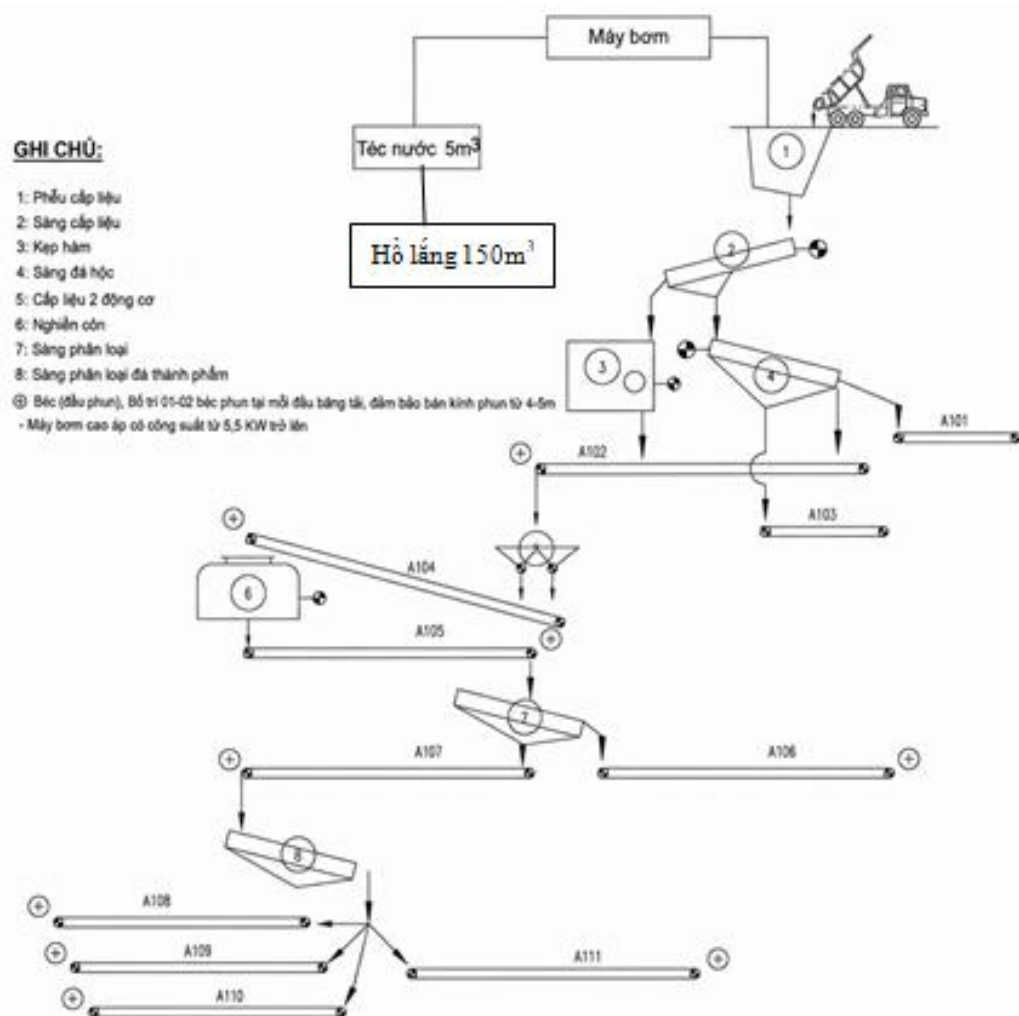 Máy bơm
Téc nước 5m³
Hồ lắng 150m³
GHI CHÚ:
1: Phễu cấp liệu
2: Sàng cấp liệu
3: Kẹp hàm
4: Sàng đá hộc
5: Cấp liệu 2 động cơ
6: Nghiền côn
7: Sàng phân loại
8: Sàng phân loại đá thành phẩm
⊕ Béc (đầu phun), Bố trí 01-02 béc phun tại mỗi đầu băng tải, đảm bảo bán kính phun từ 4-5m
- Máy bơm cao áp có công suất từ 5,5 KW trở lên
1
2
3
4
A101
A102
A103
A104
6
A105
7
A107
A106
8
A108
A109
A111
A110